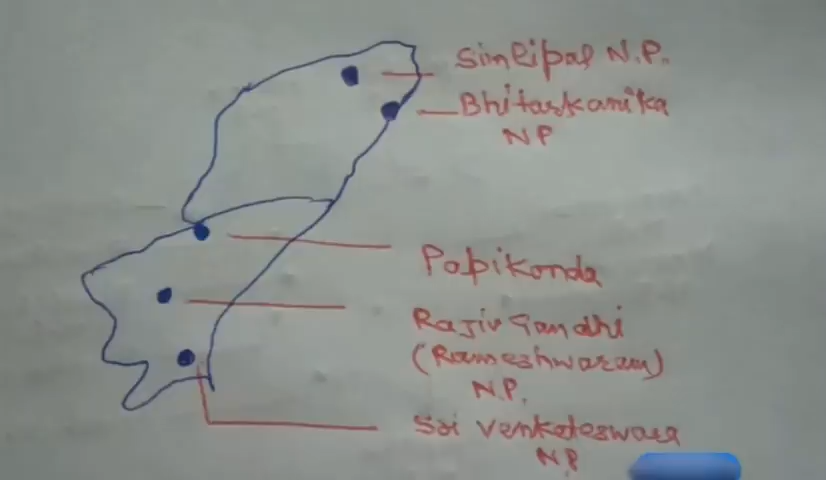 Simlipal N.P.
Bhitarkanika
NP
Papikonda
Rajiv Gandhi
(Rameshwaram)
N.P.
Sri Venkateswara
NP